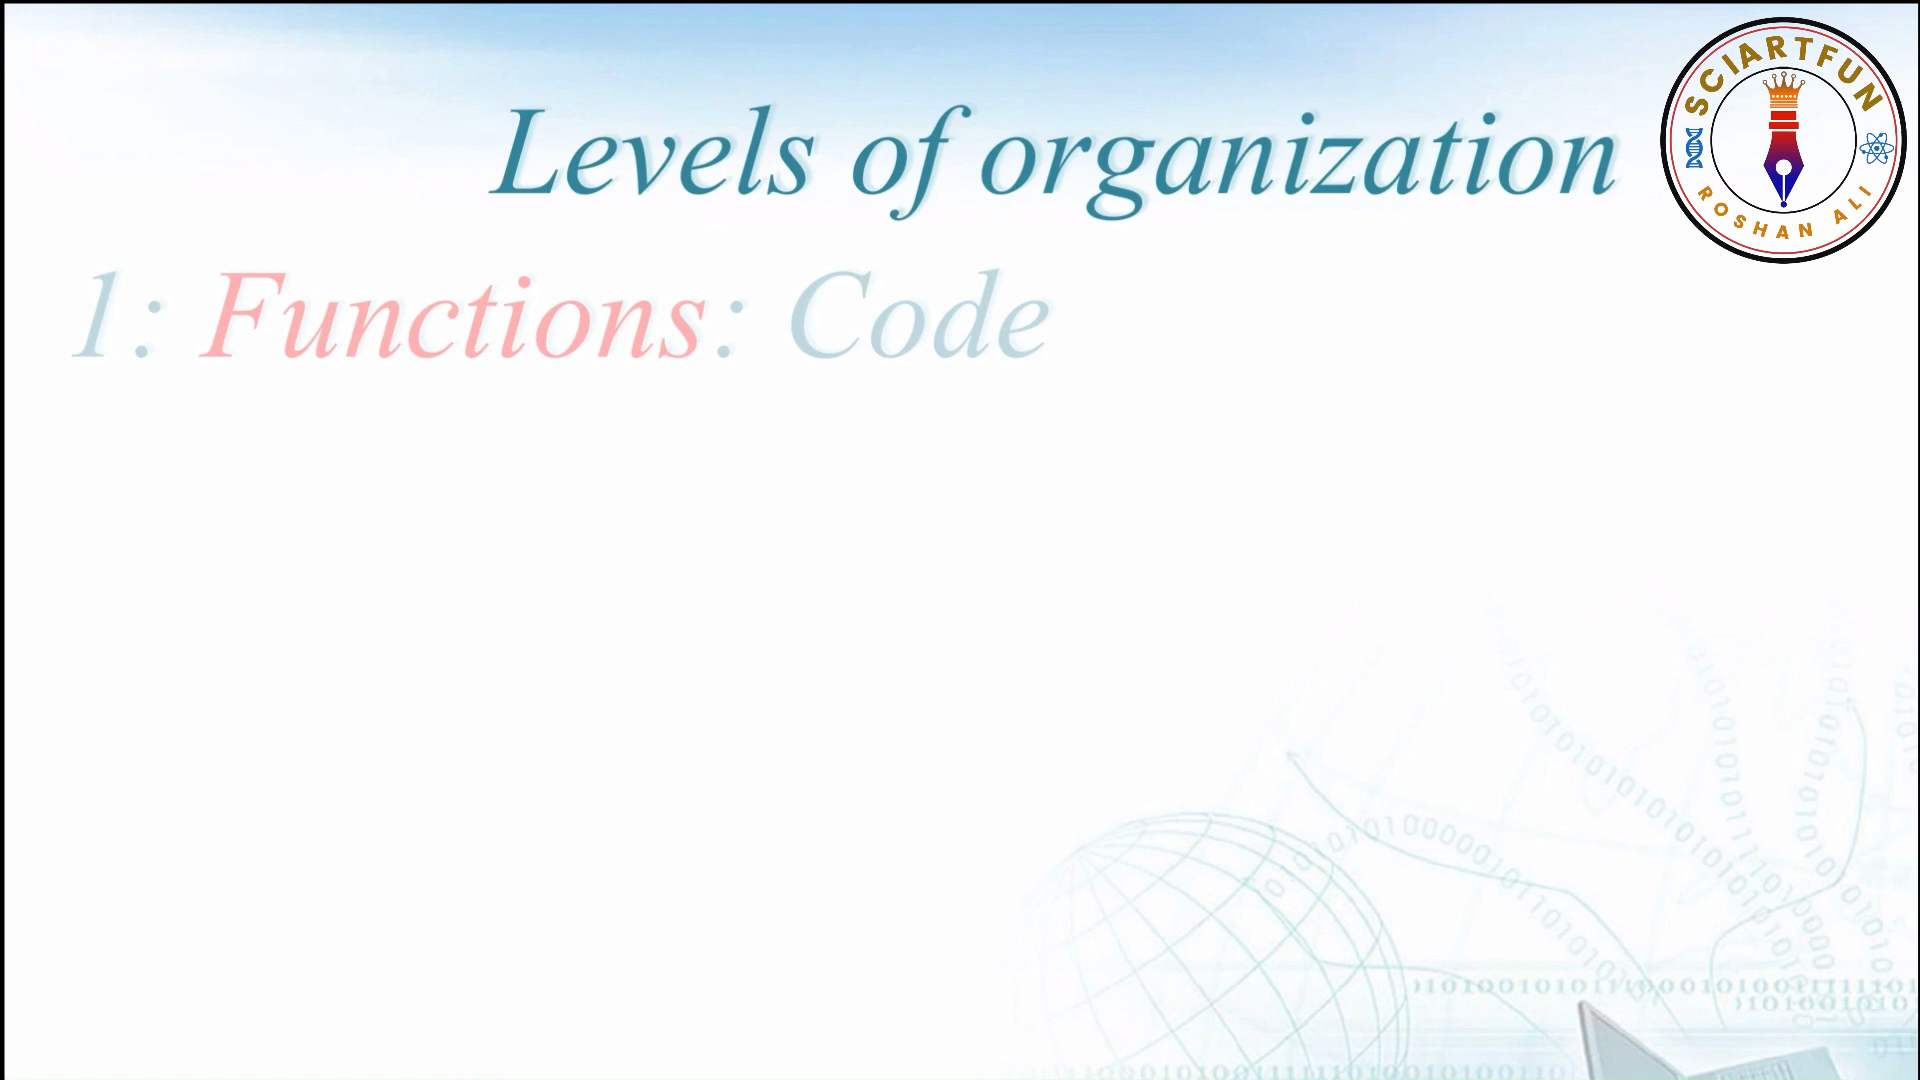 Levels of organization
1: Functions: Code
SCIARTFUN
ROSHAN ALI